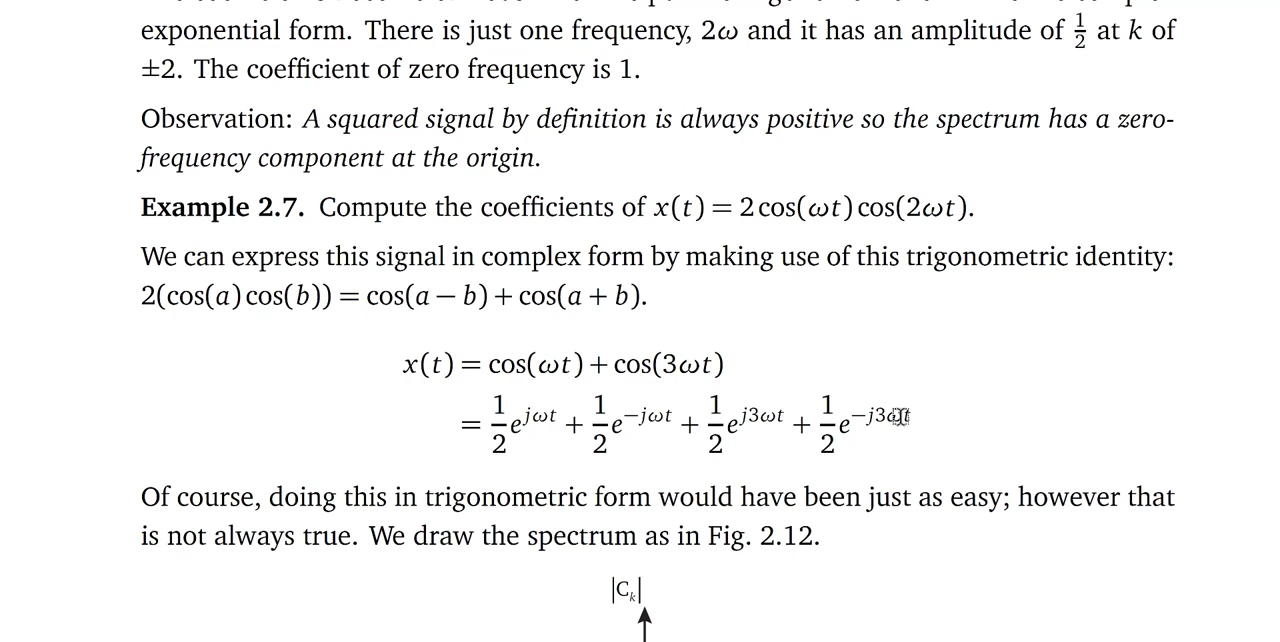 exponential form. There is just one frequency, 2ω and it has an amplitude of 1/2 at k of
±2. The coefficient of zero frequency is 1.
Observation: A squared signal by definition is always positive so the spectrum has a zero-
frequency component at the origin.
Example 2.7. Compute the coefficients of x(t) = 2 cos(ωt) cos(2ωt).
We can express this signal in complex form by making use of this trigonometric identity:
2(cos(a) cos(b)) = cos(a − b) + cos(a + b).
x(t) = cos(ωt) + cos(3ωt)
= 1/2 e^{jωt} + 1/2 e^{−jωt} + 1/2 e^{j3ωt} + 1/2 e^{−j3ωt}
Of course, doing this in trigonometric form would have been just as easy; however that
is not always true. We draw the spectrum as in Fig. 2.12.
|C_k|